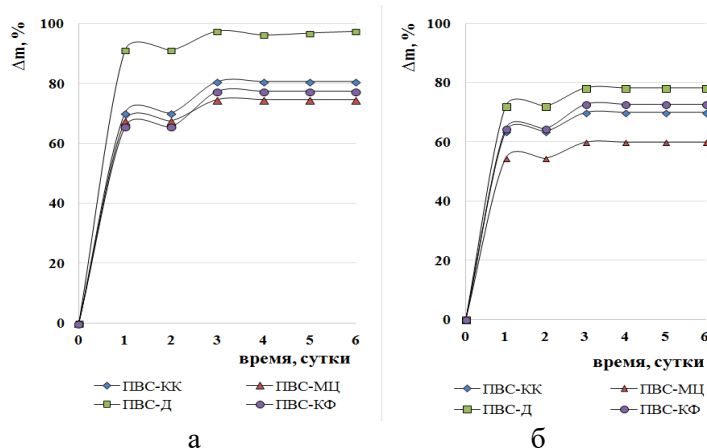 Δm, %
100
80
60
40
20
0
0 1 2 3 4 5 6
время, сутки
ПВС-КК ПВС-МЦ
ПВС-Д ПВС-КФ
а
Δm, %
100
80
60
40
20
0
0 1 2 3 4 5 6
время, сутки
ПВС-КК ПВС-МЦ
ПВС-Д ПВС-КФ
б